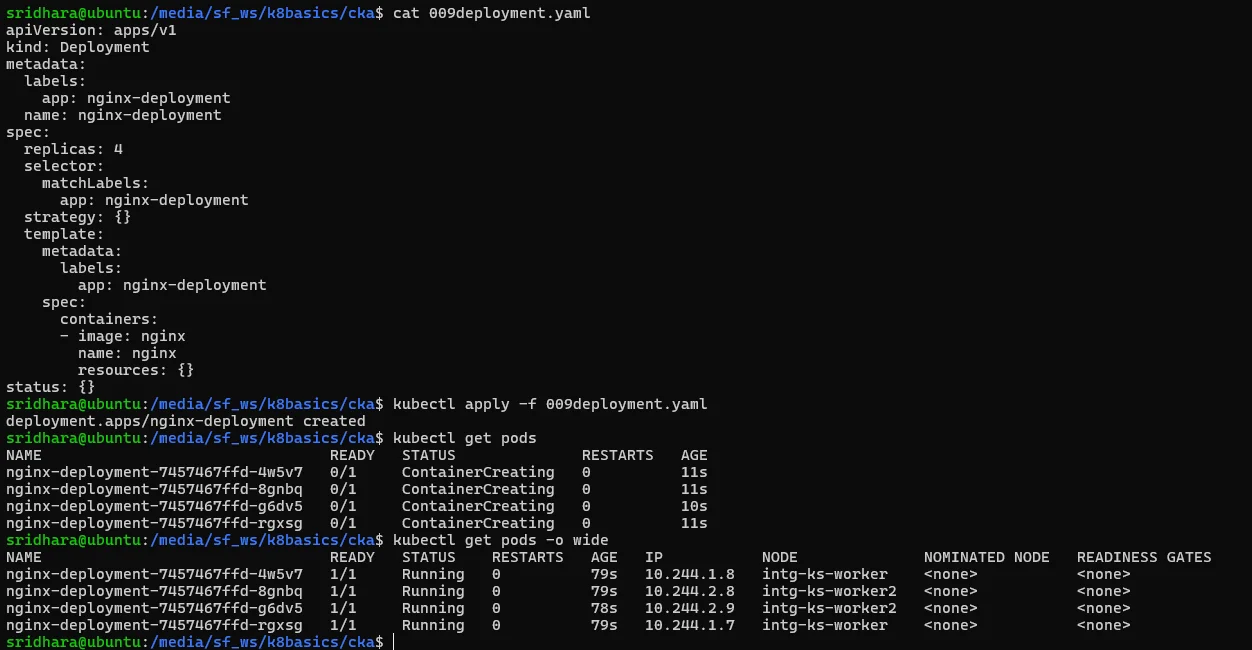 sridhara@ubuntu:/media/sf_ws/k8basics/cka$ cat 009deployment.yaml
apiVersion: apps/v1
kind: Deployment
metadata:
  labels:
    app: nginx-deployment
  name: nginx-deployment
spec:
  replicas: 4
  selector:
    matchLabels:
      app: nginx-deployment
  strategy: {}
  template:
    metadata:
      labels:
        app: nginx-deployment
    spec:
      containers:
      - image: nginx
        name: nginx
        resources: {}
status: {}
sridhara@ubuntu:/media/sf_ws/k8basics/cka$ kubectl apply -f 009deployment.yaml
deployment.apps/nginx-deployment created
sridhara@ubuntu:/media/sf_ws/k8basics/cka$ kubectl get pods
NAME                                READY   STATUS              RESTARTS   AGE
nginx-deployment-7457467ffd-4w5v7   0/1     ContainerCreating   0          11s
nginx-deployment-7457467ffd-8gnbq   0/1     ContainerCreating   0          11s
nginx-deployment-7457467ffd-g6dv5   0/1     ContainerCreating   0          10s
nginx-deployment-7457467ffd-rgxsg   0/1     ContainerCreating   0          11s
sridhara@ubuntu:/media/sf_ws/k8basics/cka$ kubectl get pods -o wide
NAME                                READY   STATUS    RESTARTS   AGE   IP           NODE              NOMINATED NODE   READINESS GATES
nginx-deployment-7457467ffd-4w5v7   1/1     Running   0          79s   10.244.1.8   intg-ks-worker    <none>           <none>
nginx-deployment-7457467ffd-8gnbq   1/1     Running   0          79s   10.244.2.8   intg-ks-worker2   <none>           <none>
nginx-deployment-7457467ffd-g6dv5   1/1     Running   0          78s   10.244.2.9   intg-ks-worker2   <none>           <none>
nginx-deployment-7457467ffd-rgxsg   1/1     Running   0          79s   10.244.1.7   intg-ks-worker    <none>           <none>
sridhara@ubuntu:/media/sf_ws/k8basics/cka$